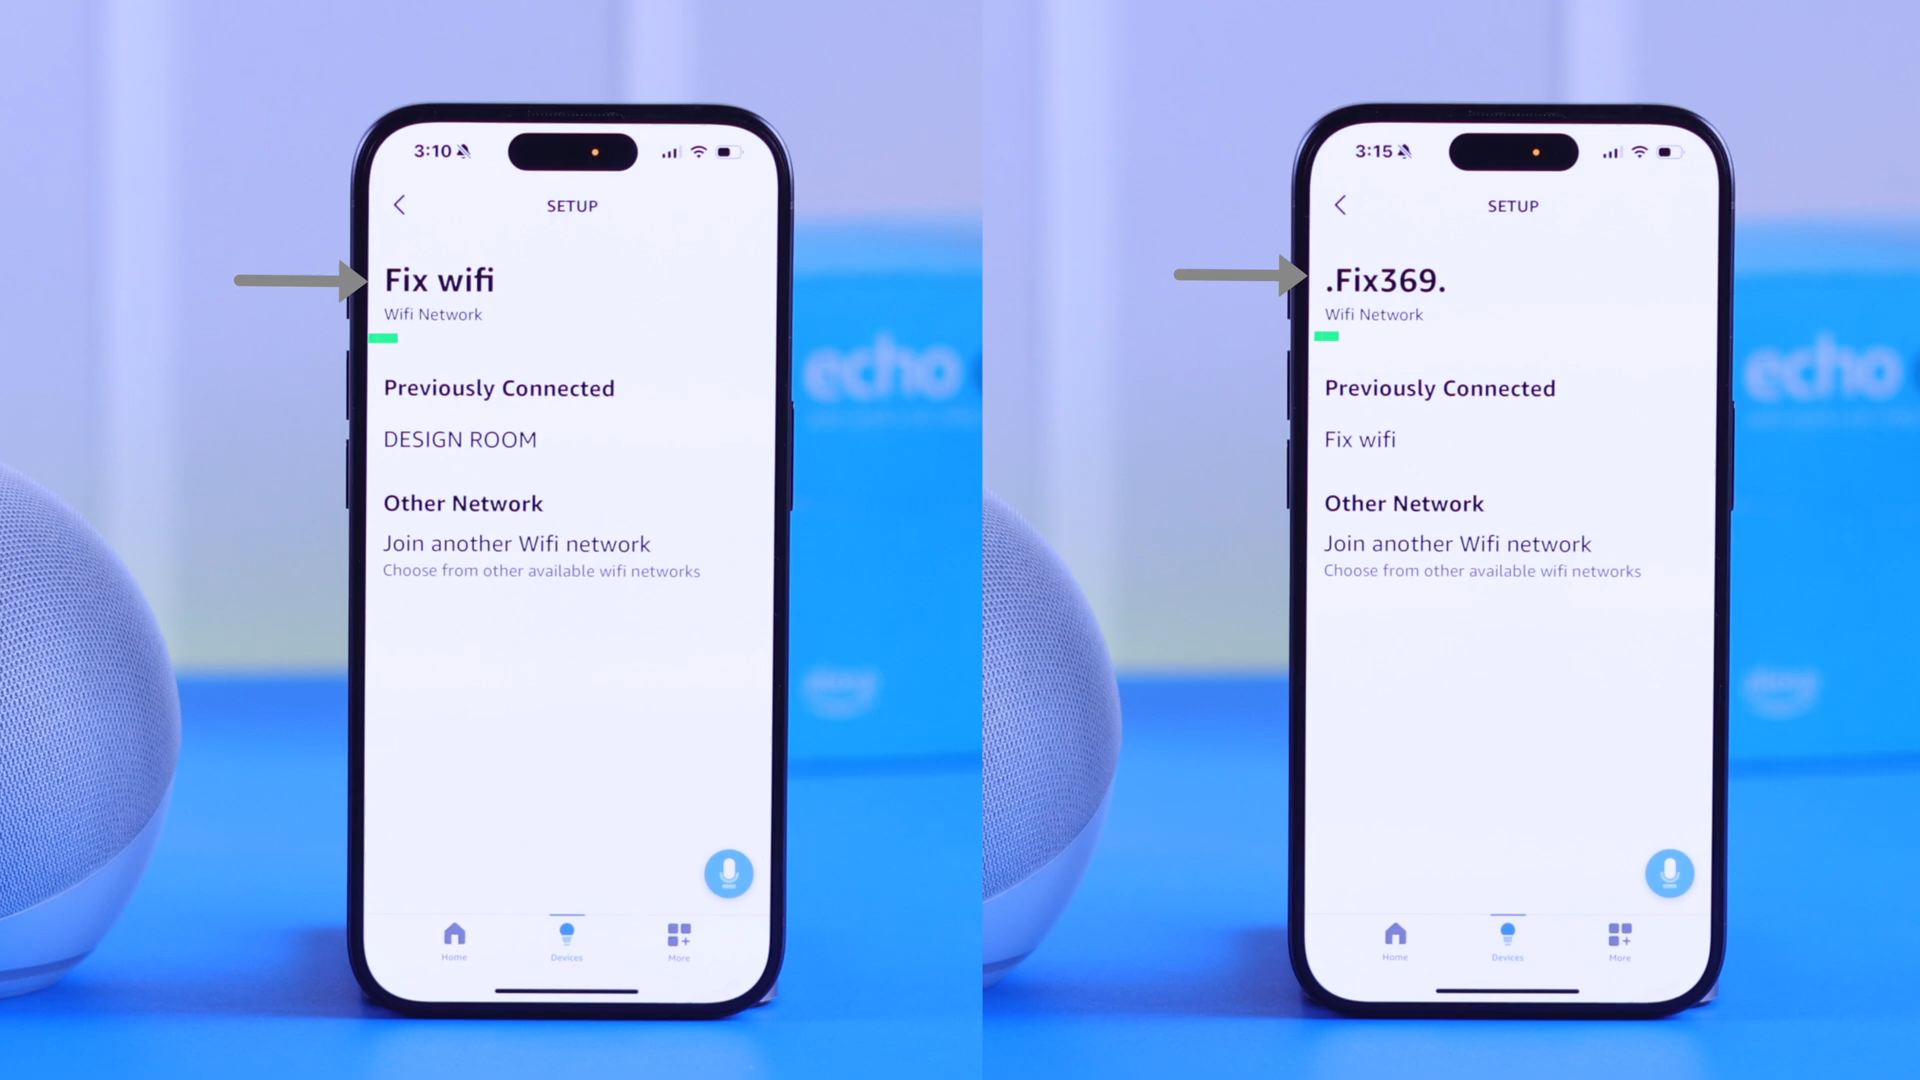 3:10
SETUP
Fix wifi
Wifi Network
Previously Connected
DESIGN ROOM
Other Network
Join another Wifi network
Choose from other available wifi networks
Home
Devices
More
echo
3:15
SETUP
.Fix369.
Wifi Network
Previously Connected
Fix wifi
Other Network
Join another Wifi network
Choose from other available wifi networks
Home
Devices
More
echo